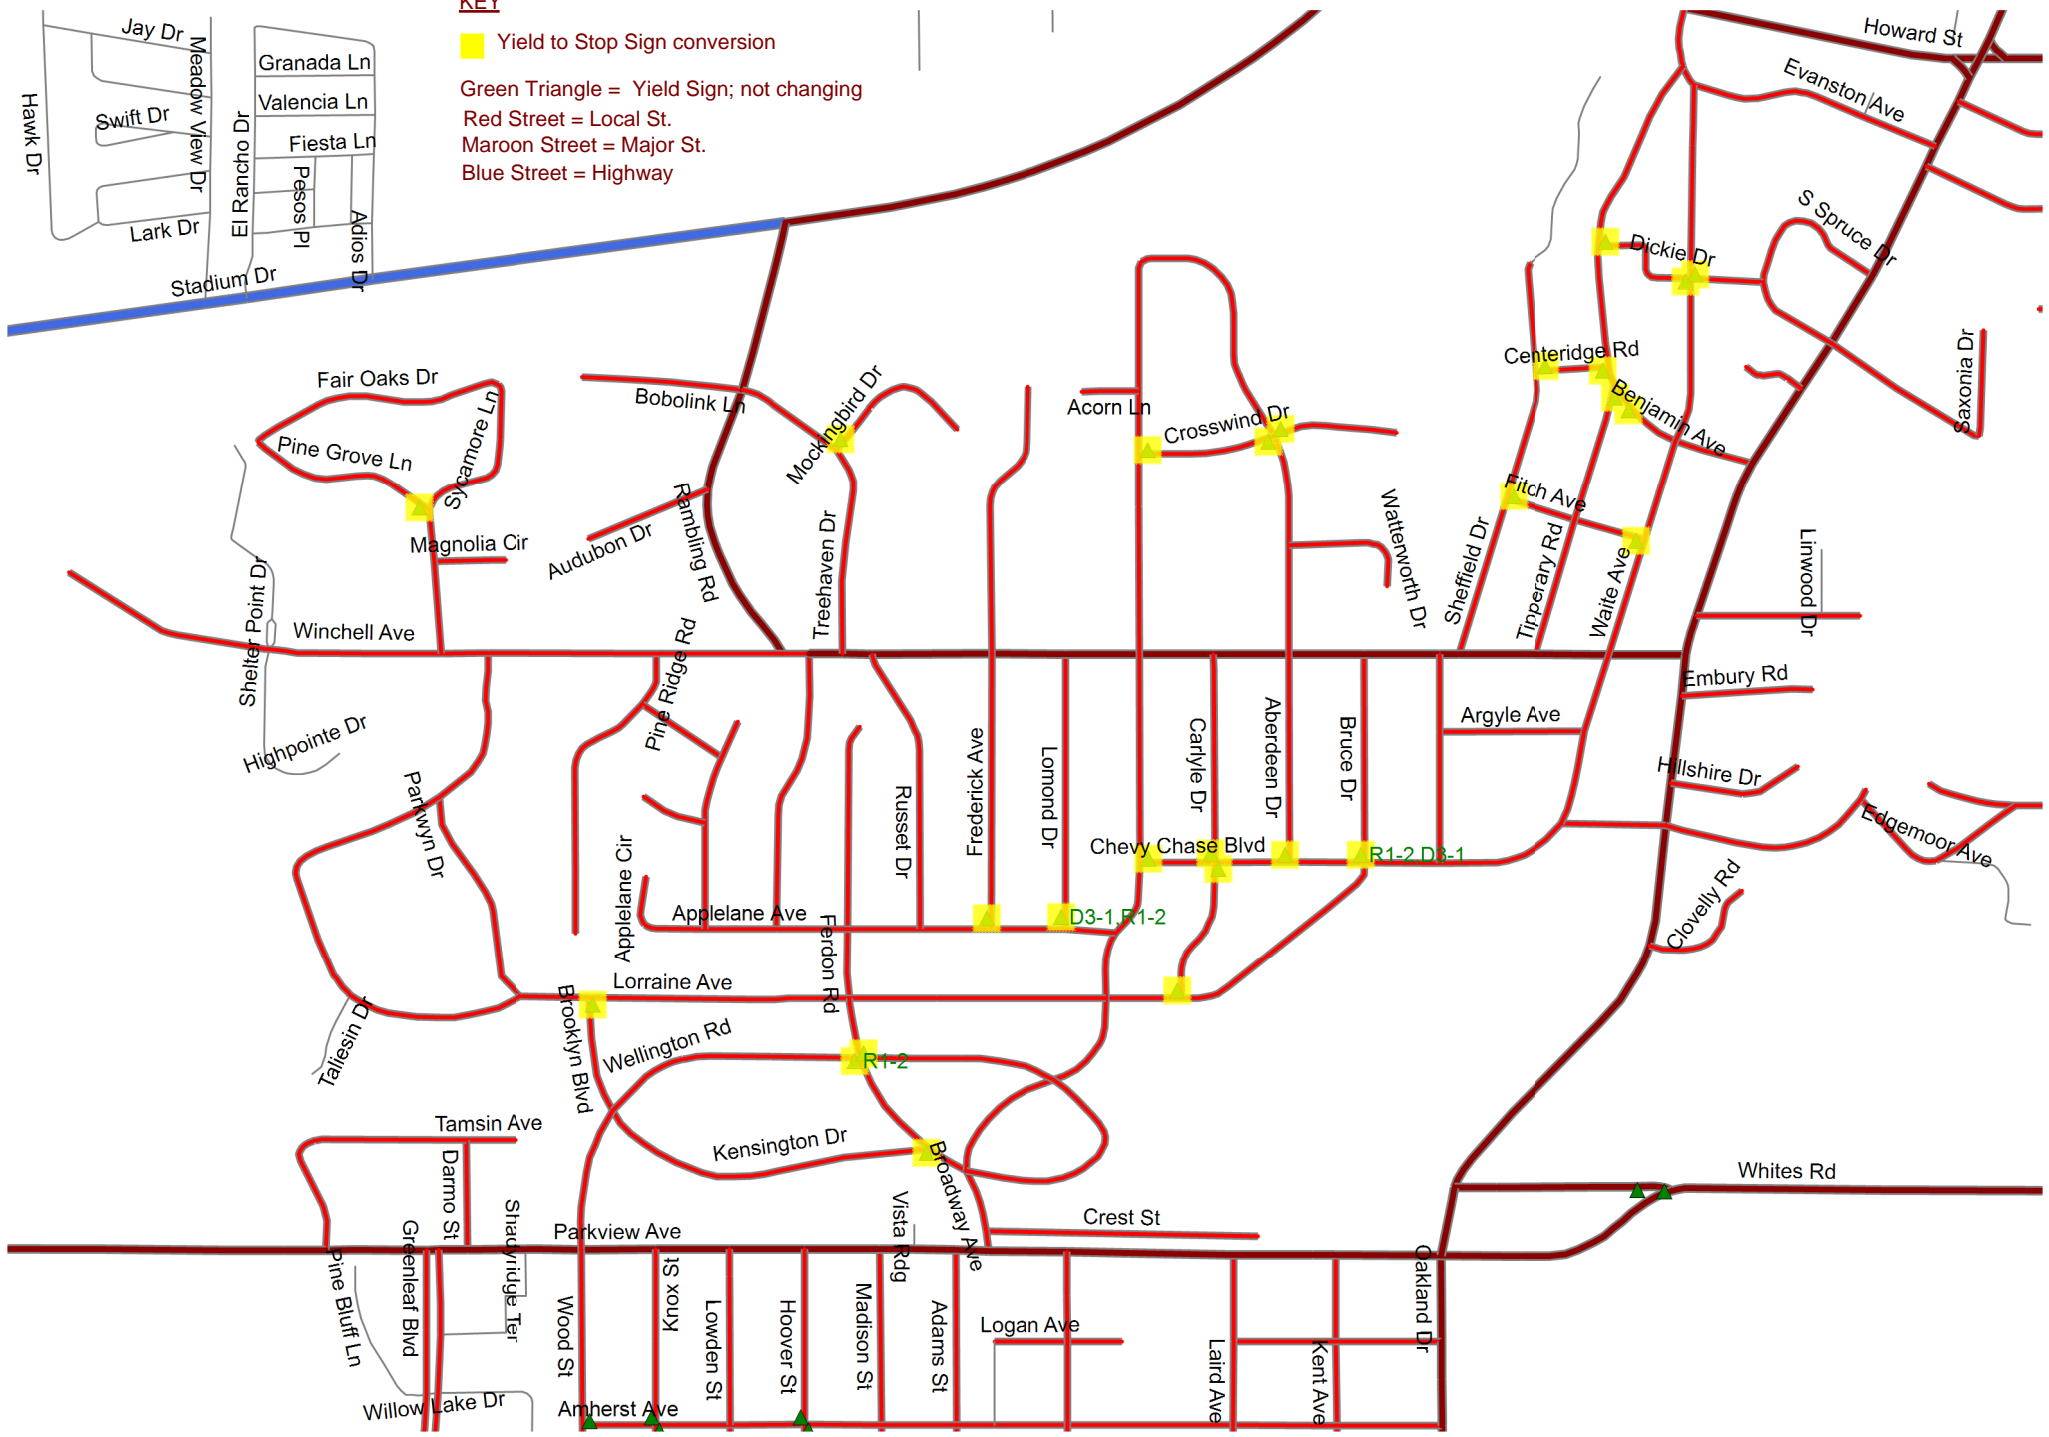 KEY
Yield to Stop Sign conversion
Green Triangle =  Yield Sign; not changing
Red Street = Local St.
Maroon Street = Major St.
Blue Street = Highway
Jay Dr
Meadow View Dr
Hawk Dr
Swift Dr
Lark Dr
El Rancho Dr
Granada Ln
Valencia Ln
Fiesta Ln
Pesos Pl
Adios Dr
Stadium Dr
Howard St
Evanston Ave
S Spruce Dr
Dickie Dr
Centeridge Rd
Benjamin Ave
Saxonia Dr
Fair Oaks Dr
Pine Grove Ln
Sycamore Ln
Magnolia Cir
Bobolink Ln
Mockingbird Dr
Audubon Dr
Rambling Rd
Treehaven Dr
Acorn Ln
Crosswind Dr
Watterworth Dr
Fitch Ave
Sheffield Dr
Tipperary Rd
Waite Ave
Linwood Dr
Shelter Point Dr
Winchell Ave
Highpointe Dr
Pine Ridge Rd
Embury Rd
Argyle Ave
Hillshire Dr
Edgemoor Ave
Clovelly Rd
Parkwyn Dr
Russet Dr
Frederick Ave
Lomond Dr
Carlyle Dr
Aberdeen Dr
Bruce Dr
Chevy Chase Blvd
R1-2,D3-1
D3-1,R1-2
Applelane Cir
Applelane Ave
Ferdon Rd
Lorraine Ave
Brooklyn Blvd
Wellington Rd
R1-2
Taliesin Dr
Kensington Dr
Broadway Ave
Tamsin Ave
Darmo St
Shadyridge Ter
Parkview Ave
Vista Rdg
Crest St
Whites Rd
Oakland Dr
Pine Bluff Ln
Greenleaf Blvd
Wood St
Knox St
Lowden St
Hoover St
Madison St
Adams St
Logan Ave
Laird Ave
Kent Ave
Willow Lake Dr
Amherst Ave